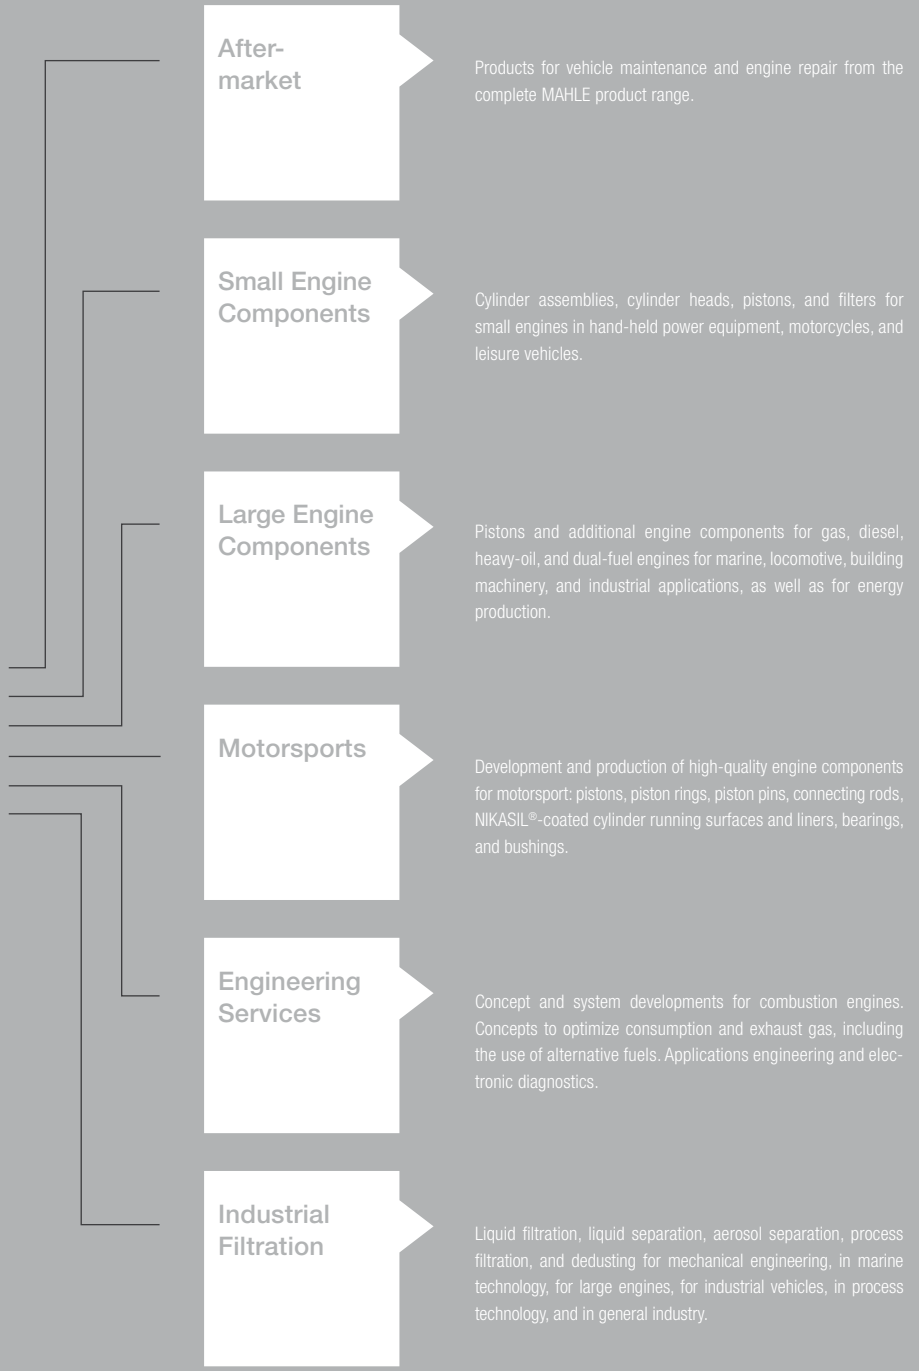 After-
market
Products for vehicle maintenance and engine repair from the
complete MAHLE product range.
Small Engine
Components
Cylinder assemblies, cylinder heads, pistons, and filters for
small engines in hand-held power equipment, motorcycles, and
leisure vehicles.
Large Engine
Components
Pistons and additional engine components for gas, diesel,
heavy-oil, and dual-fuel engines for marine, locomotive, building
machinery, and industrial applications, as well as for energy
production.
Motorsports
Development and production of high-quality engine components
for motorsport: pistons, piston rings, piston pins, connecting rods,
NIKASIL®-coated cylinder running surfaces and liners, bearings,
and bushings.
Engineering
Services
Concept and system developments for combustion engines.
Concepts to optimize consumption and exhaust gas, including
the use of alternative fuels. Applications engineering and elec-
tronic diagnostics.
Industrial
Filtration
Liquid filtration, liquid separation, aerosol separation, process
filtration, and dedusting for mechanical engineering, in marine
technology, for large engines, for industrial vehicles, in process
technology, and in general industry.